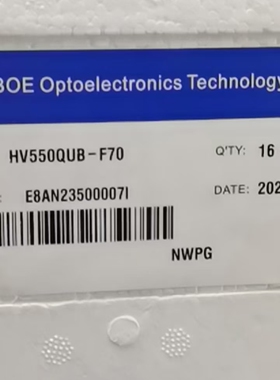 BOE Optoelectronics Technology
HV550QUB-F70 Q'TY: 16
: E8AN23500007I DATE: 202
NWPG